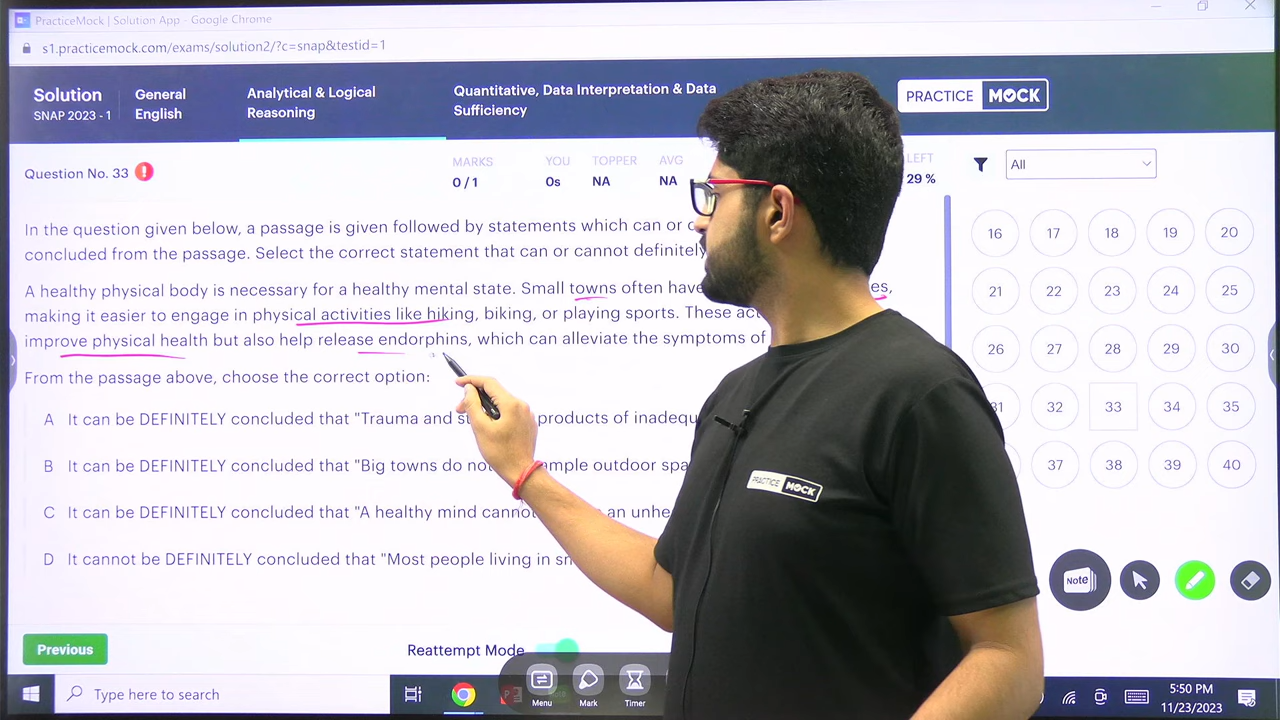 PracticeMock | Solution App - Google Chrome
s1.practicemock.com/exams/solution2/?c=snap&testid=1
Solution
SNAP 2023 - 1
General
English
Analytical & Logical
Reasoning
Quantitative, Data Interpretation & Data
Sufficiency
PRACTICE MOCK
Question No. 33
MARKS
0 / 1
YOU
0s
TOPPER
NA
AVG
NA
LEFT
29 %
All
In the question given below, a passage is given followed by statements which can or
concluded from the passage. Select the correct statement that can or cannot definitely
A healthy physical body is necessary for a healthy mental state. Small towns often have
making it easier to engage in physical activities like hiking, biking, or playing sports. These
improve physical health but also help release endorphins, which can alleviate the symptoms of
From the passage above, choose the correct option:
A It can be DEFINITELY concluded that "Trauma and products of
B It can be DEFINITELY concluded that "Big towns do outdoor
C It can be DEFINITELY concluded that "A healthy mind an
D It cannot be DEFINITELY concluded that "Most people living in
16 17 18 19 20
21 22 23 24 25
26 27 28 29 30
31 32 33 34 35
37 38 39 40
PRACTICE MOCK
Note
Previous
Reattempt Mode
Menu
Mark
Timer
Type here to search
5:50 PM
11/23/2023